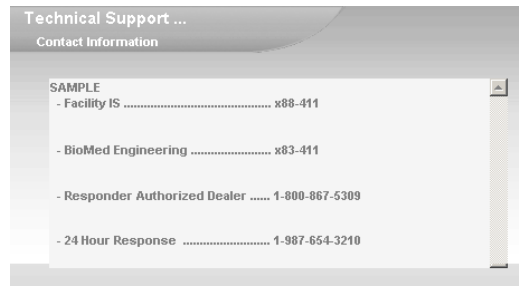 Technical Support ...
Contact Information
SAMPLE
- Facility IS ............................................ x88-411
- BioMed Engineering ........................ x83-411
- Responder Authorized Dealer ...... 1-800-867-5309
- 24 Hour Response .......................... 1-987-654-3210